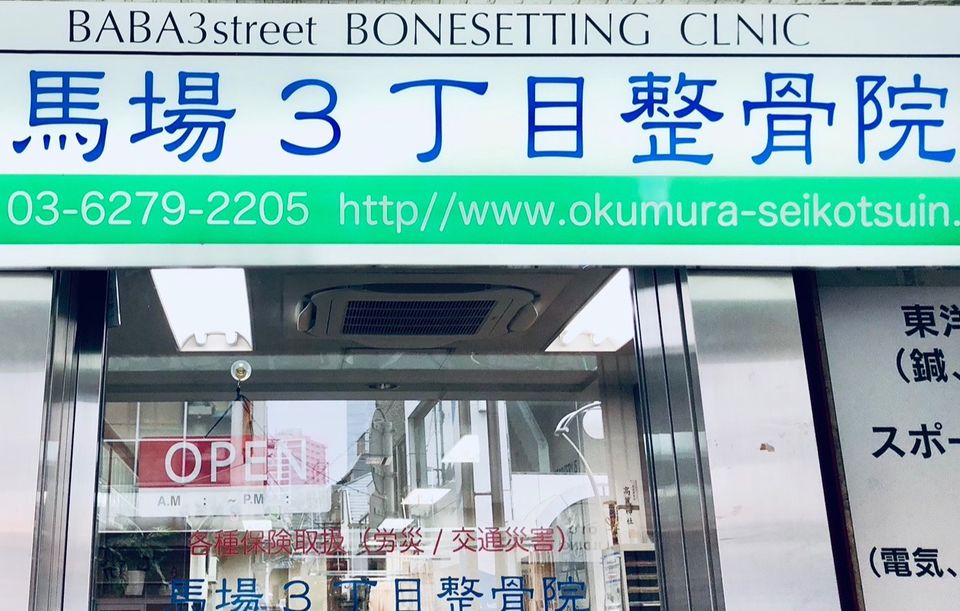 BABA3street BONESETTING CLNIC
馬場３丁目整骨院
03-6279-2205 http//www.okumura-seikotsuin.
東洋
(鍼、
スポー
(電気、
OPEN
A.M : ~ P.M :
各種保険取扱（労災 / 交通災害）
馬場３丁目整骨院